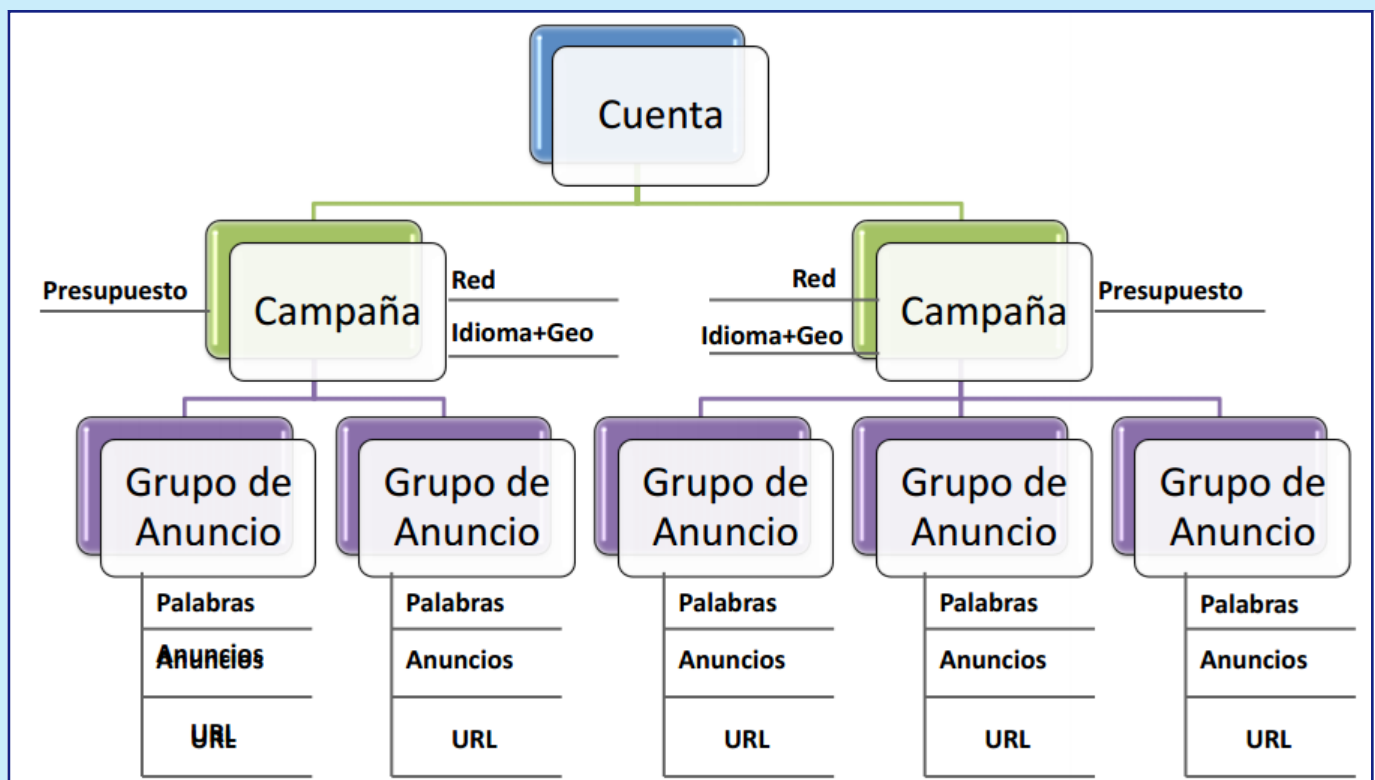 Cuenta
Presupuesto
Campaña
Red
Idioma+Geo
Red
Idioma+Geo
Campaña
Presupuesto
Grupo de
Anuncio
Grupo de
Anuncio
Grupo de
Anuncio
Grupo de
Anuncio
Grupo de
Anuncio
Palabras
Anuncios
Anuncios
URL
URL
Palabras
Anuncios
URL
Palabras
Anuncios
URL
Palabras
Anuncios
URL
Palabras
Anuncios
URL